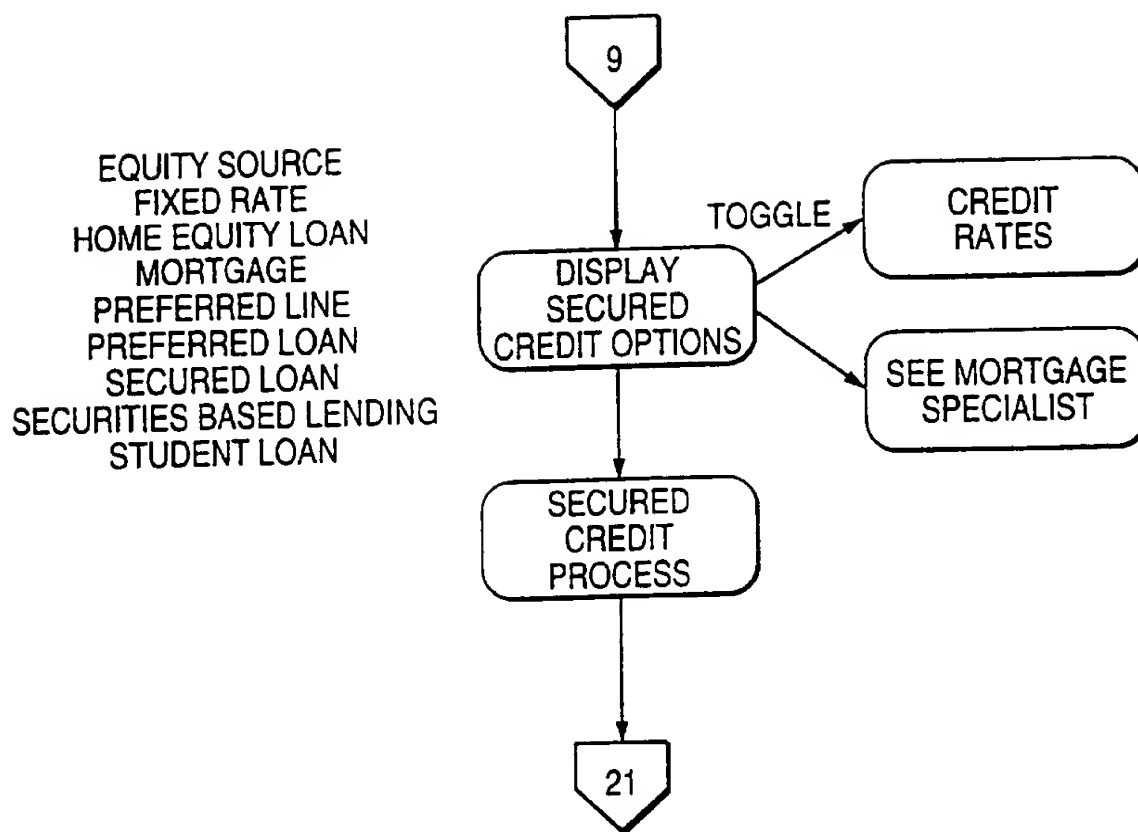 9
EQUITY SOURCE
FIXED RATE
HOME EQUITY LOAN
MORTGAGE
PREFERRED LINE
PREFERRED LOAN
SECURED LOAN
SECURITIES BASED LENDING
STUDENT LOAN
TOGGLE
CREDIT
RATES
DISPLAY
SECURED
CREDIT OPTIONS
SEE MORTGAGE
SPECIALIST
SECURED
CREDIT
PROCESS
21